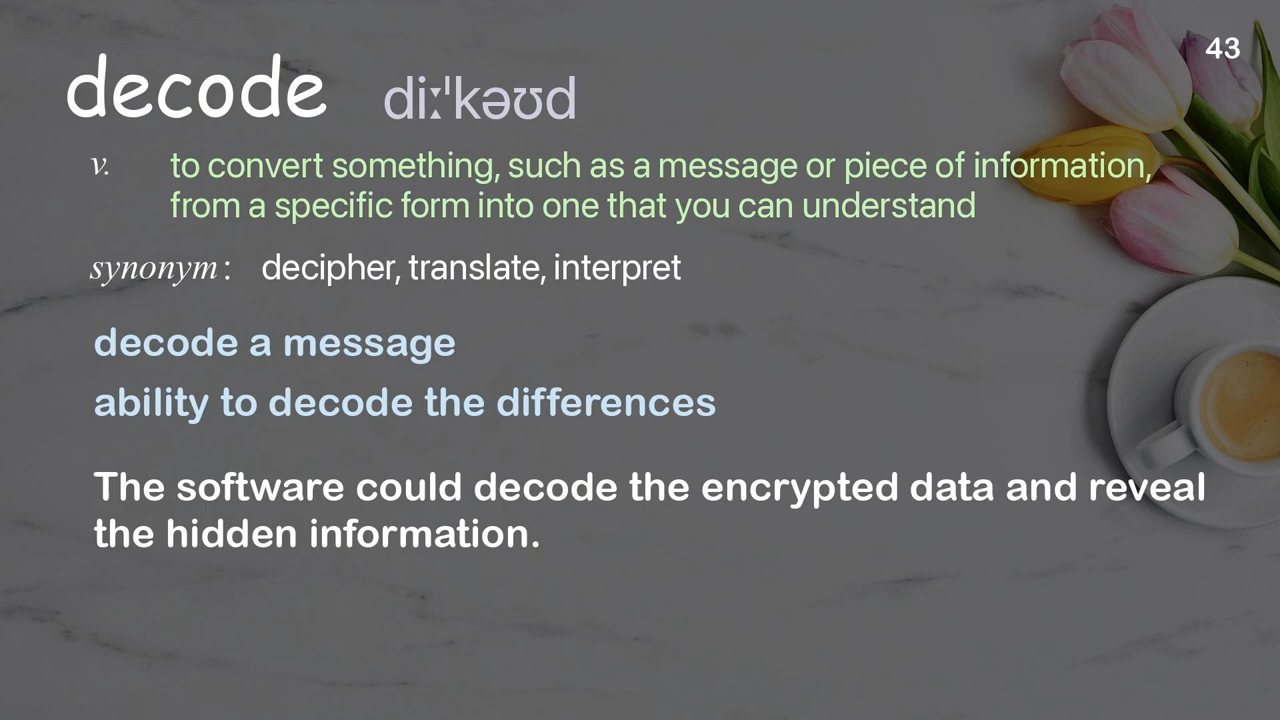 43
decode diːˈkəʊd
v. to convert something, such as a message or piece of information,
from a specific form into one that you can understand
synonym: decipher, translate, interpret
decode a message
ability to decode the differences
The software could decode the encrypted data and reveal
the hidden information.